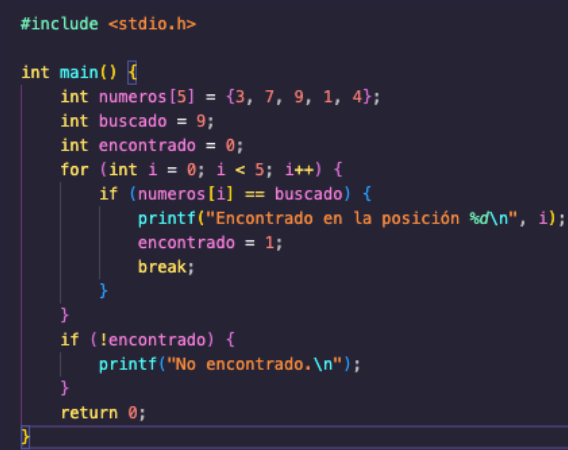 #include <stdio.h>
int main() {
    int numeros[5] = {3, 7, 9, 1, 4};
    int buscado = 9;
    int encontrado = 0;
    for (int i = 0; i < 5; i++) {
        if (numeros[i] == buscado) {
            printf("Encontrado en la posición %d\n", i);
            encontrado = 1;
            break;
        }
    }
    if (!encontrado) {
        printf("No encontrado.\n");
    }
    return 0;
}